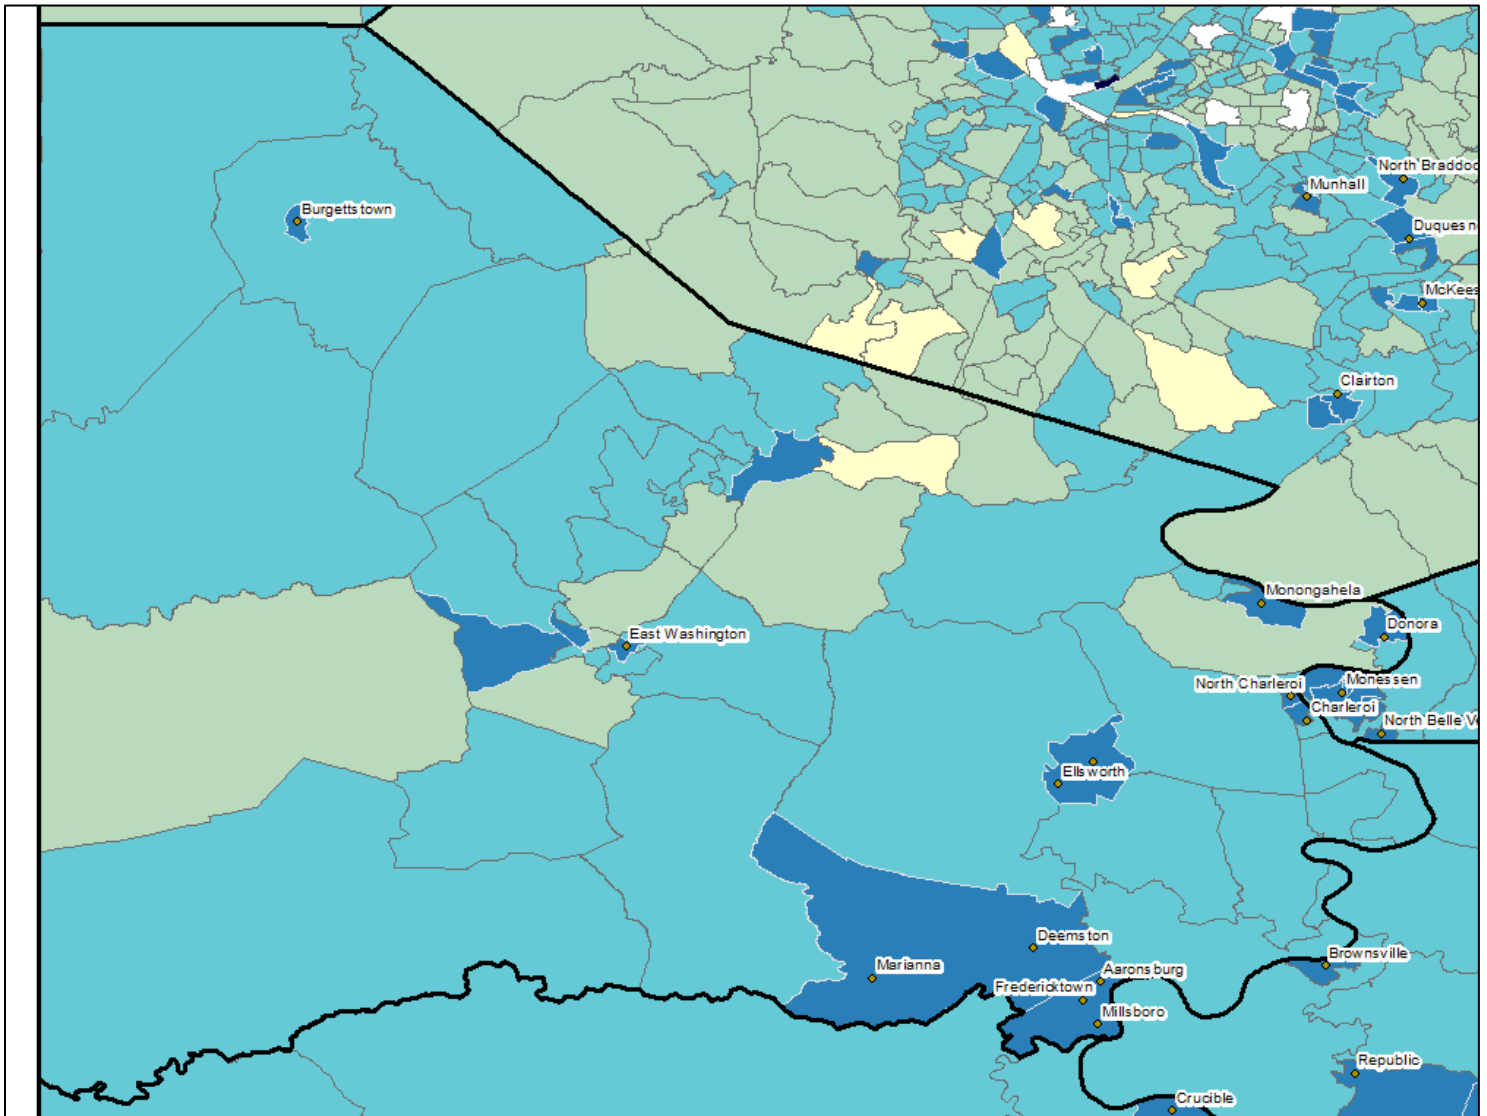 North Braddoc
Munhall
Burgettstown
Duquesn
McKees
Clairton
Monongahela
Donora
East Washington
North Charleroi
Monessen
Charleroi
North Belle V
Ellsworth
Deemston
Brownsville
Marianna
Aaronsburg
Fredericktown
Millsboro
Republic
Crucible